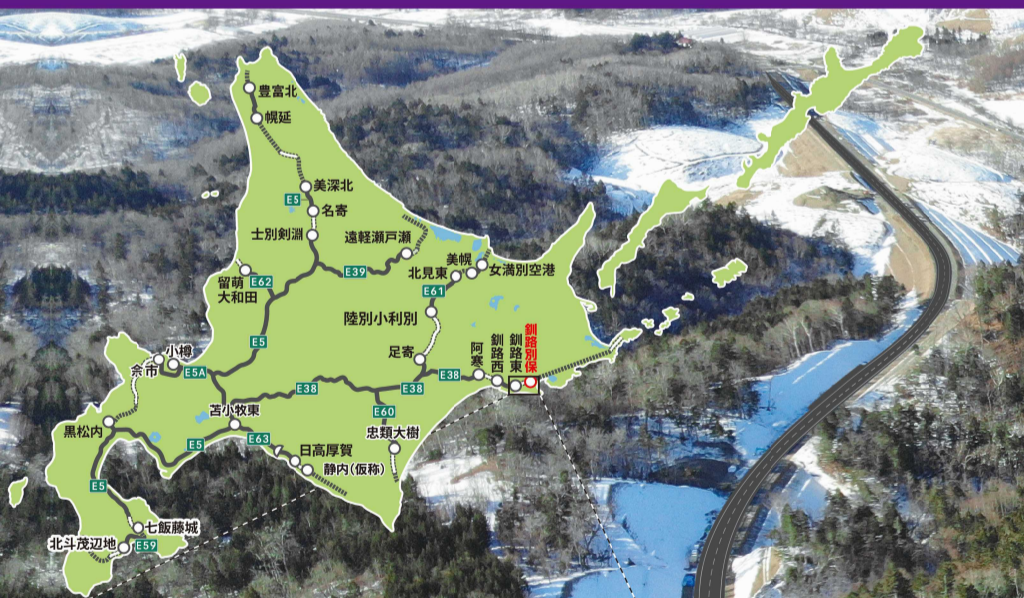 豊富北
幌延
美深北
E5
名寄
士別剣淵
遠軽瀬戸瀬
美幌
女満別空港
北見東
E39
留萌
大和田
E62
E61
陸別小利別
釧路別保
釧路東
釧路西
阿寒
足寄
E5
小樽
余市
E5A
E38
E38
E38
苫小牧東
E60
忠類大樹
黒松内
E5
E63
日高厚賀
静内(仮称)
E5
七飯藤城
北斗茂辺地
E59